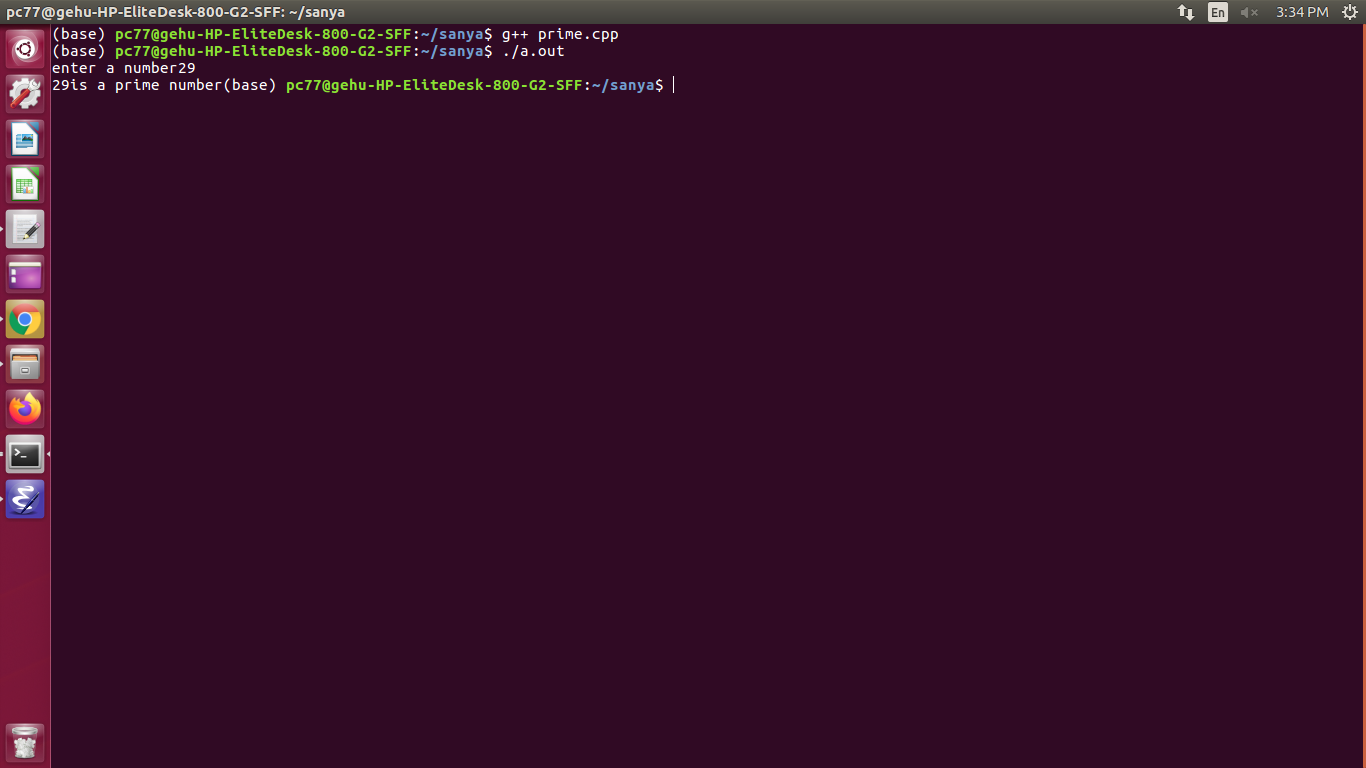 pc77@gehu-HP-EliteDesk-800-G2-SFF: ~/sanya
En
3:34 PM
(base) pc77@gehu-HP-EliteDesk-800-G2-SFF:~/sanya$ g++ prime.cpp
(base) pc77@gehu-HP-EliteDesk-800-G2-SFF:~/sanya$ ./a.out
enter a number29
29is a prime number(base) pc77@gehu-HP-EliteDesk-800-G2-SFF:~/sanya$